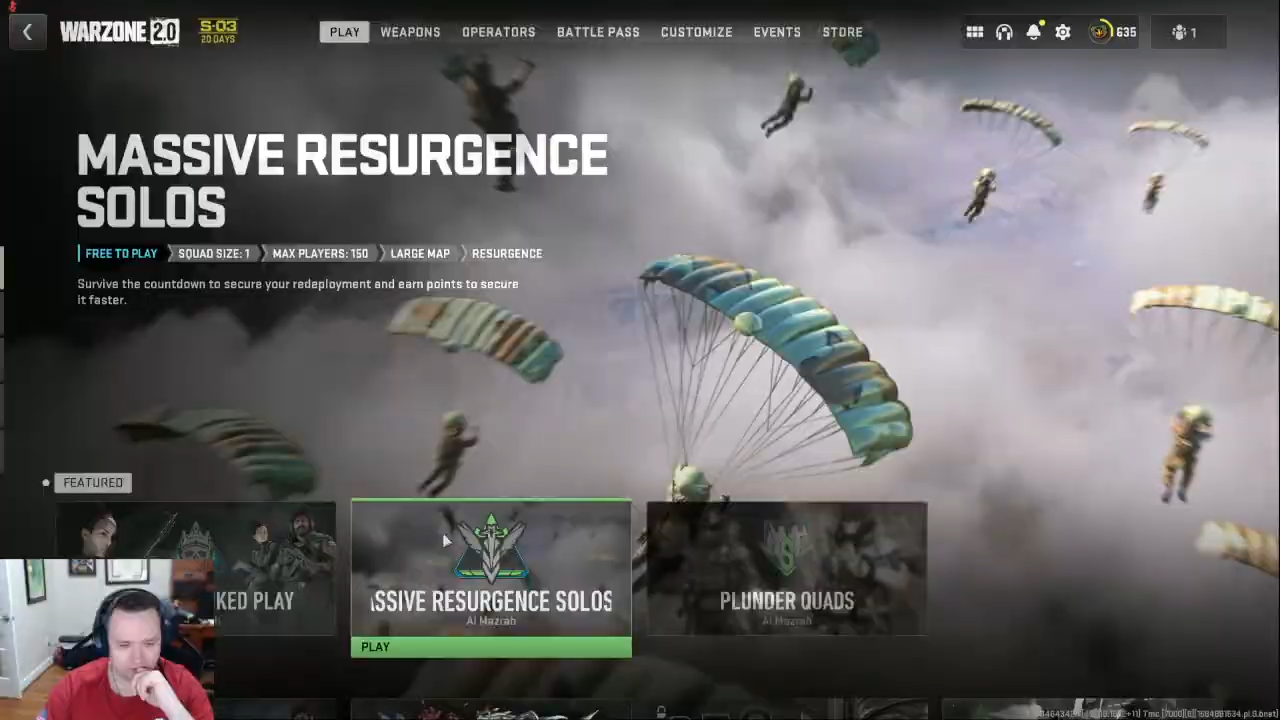 WARZONE 2.0
S-03
20 DAYS
PLAY
WEAPONS
OPERATORS
BATTLE PASS
CUSTOMIZE
EVENTS
STORE
635
1
MASSIVE RESURGENCE
SOLOS
FREE TO PLAY
SQUAD SIZE: 1
MAX PLAYERS: 150
LARGE MAP
RESURGENCE
Survive the countdown to secure your redeployment and earn points to secure
it faster.
FEATURED
KED PLAY
SSIVE RESURGENCE SOLOS
Al Mazrah
PLAY
PLUNDER QUADS
Al Mazrah